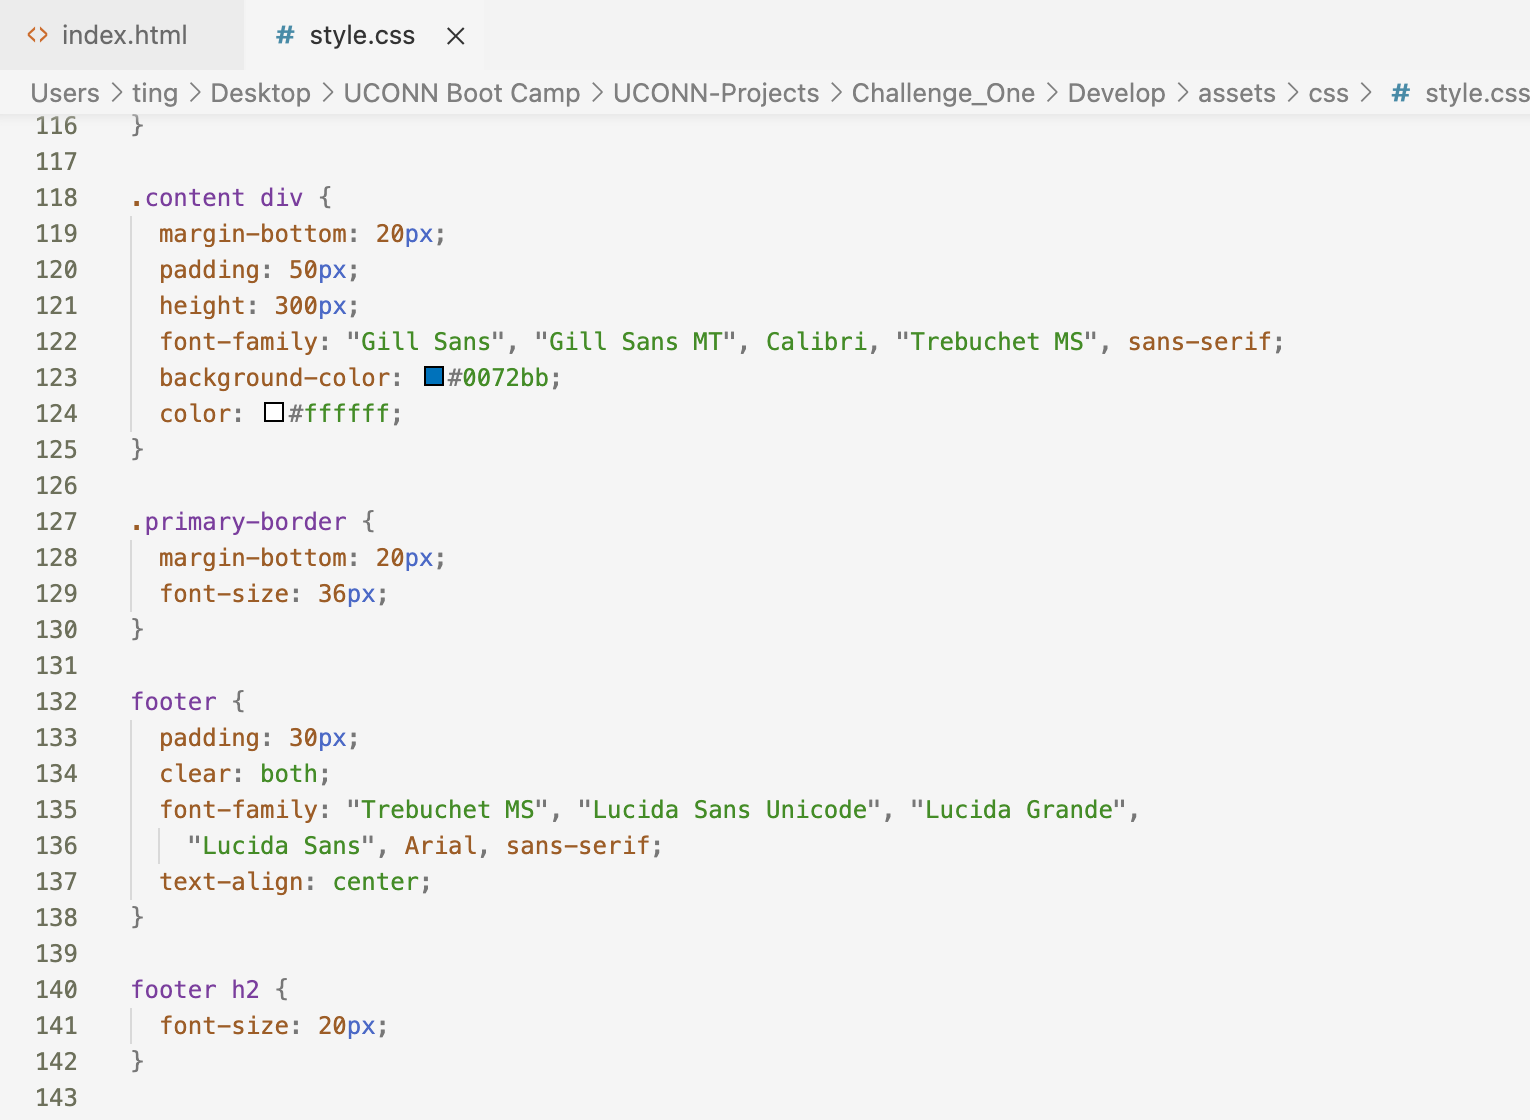 <> index.html # style.css ×
Users > ting > Desktop > UCONN Boot Camp > UCONN-Projects > Challenge_One > Develop > assets > css > # style.css
116 }
117
118 .content div {
119 margin-bottom: 20px;
120 padding: 50px;
121 height: 300px;
122 font-family: "Gill Sans", "Gill Sans MT", Calibri, "Trebuchet MS", sans-serif;
123 background-color: #0072bb;
124 color: #ffffff;
125 }
126
127 .primary-border {
128 margin-bottom: 20px;
129 font-size: 36px;
130 }
131
132 footer {
133 padding: 30px;
134 clear: both;
135 font-family: "Trebuchet MS", "Lucida Sans Unicode", "Lucida Grande",
136 "Lucida Sans", Arial, sans-serif;
137 text-align: center;
138 }
139
140 footer h2 {
141 font-size: 20px;
142 }
143